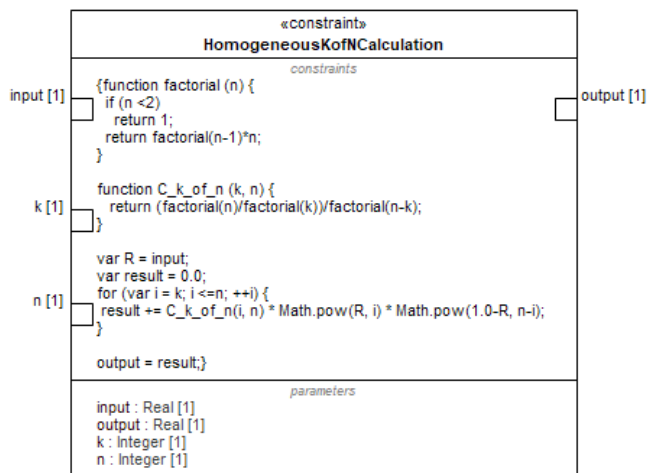 «constraint»
HomogeneousKofNCalculation
constraints
input [1]
output [1]
{function factorial (n) {
if (n <2)
return 1;
return factorial(n-1)*n;
}
function C_k_of_n (k, n) {
k [1]
return (factorial(n)/factorial(k))/factorial(n-k);
}
var R = input;
var result = 0.0;
n [1]
for (var i = k; i <=n; ++i) {
result += C_k_of_n(i, n) * Math.pow(R, i) * Math.pow(1.0-R, n-i);
}
output = result;}
parameters
input : Real [1]
output : Real [1]
k : Integer [1]
n : Integer [1]